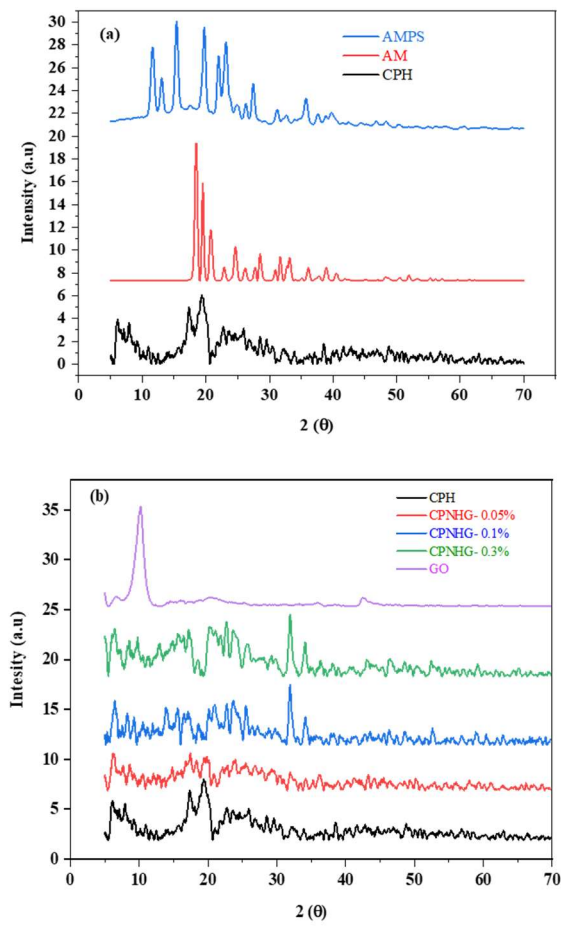 (a)
AMPS
AM
CPH
30
28
26
24
22
20
18
16
14
12
10
8
6
4
2
0
Intensity (a.u)
0 10 20 30 40 50 60 70
2 (θ)
(b)
CPH
CPNHG- 0.05%
CPNHG- 0.1%
CPNHG- 0.3%
GO
35
30
25
20
15
10
5
0
Intesity (a.u)
0 10 20 30 40 50 60 70
2 (θ)